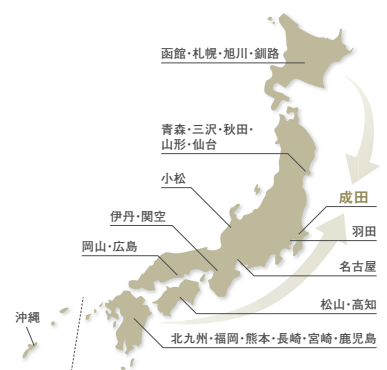 函館・札幌・旭川・釧路
青森・三沢・秋田・
山形・仙台
小松
成田
伊丹・関空
羽田
岡山・広島
名古屋
松山・高知
沖縄
北九州・福岡・熊本・長崎・宮崎・鹿児島